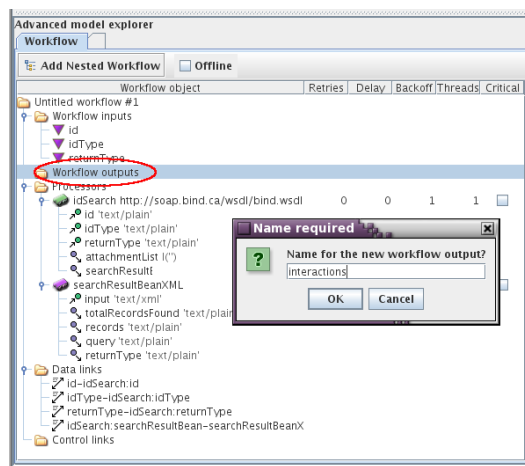 Advanced model explorer
Workflow
Add Nested Workflow Offline
Workflow object Retries Delay Backoff Threads Critical
Untitled workflow #1
Workflow inputs
id
idType
returnType
Workflow outputs
Processors
idSearch http://soap.bind.ca/wsdl/bind.wsdl 0 0 1 1
id 'text/plain'
idType 'text/plain'
returnType 'text/plain'
attachmentList l('')
searchResultE
searchResultBeanXML
input 'text/xml'
totalRecordsFound 'text/plain
records 'text/plain'
query 'text/plain'
returnType 'text/plain'
Data links
id-idSearch:id
idType-idSearch:idType
returnType-idSearch:returnType
idSearch:searchResultBean-searchResultBeanX
Control links
Name required
Name for the new workflow output?
interactions
OK Cancel